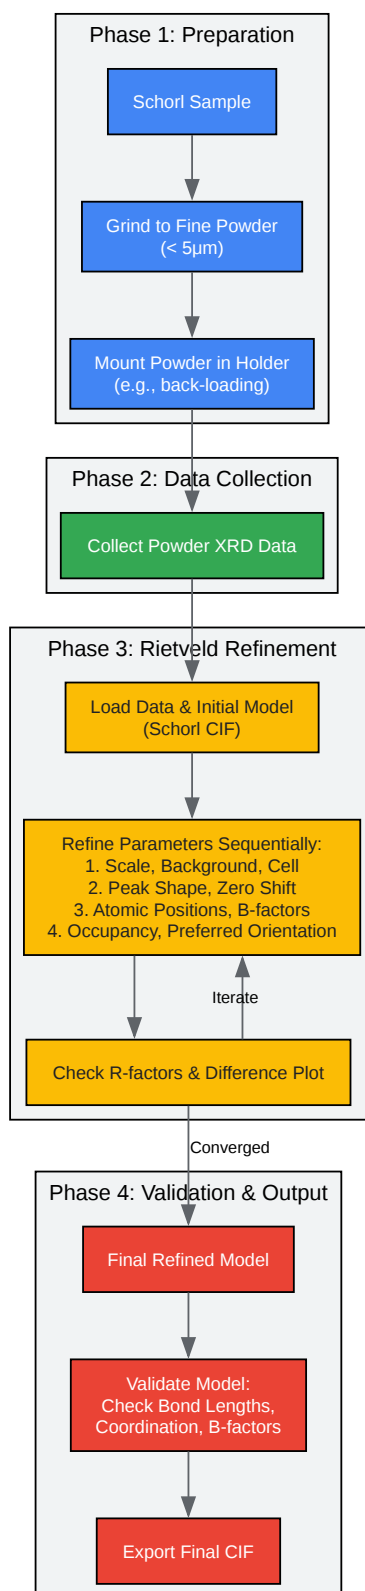 Phase 1: Preparation
Schorl Sample
Grind to Fine Powder
(< 5μm)
Mount Powder in Holder
(e.g., back-loading)
Phase 2: Data Collection
Collect Powder XRD Data
Phase 3: Rietveld Refinement
Load Data & Initial Model
(Schorl CIF)
Refine Parameters Sequentially:
1. Scale, Background, Cell
2. Peak Shape, Zero Shift
3. Atomic Positions, B-factors
4. Occupancy, Preferred Orientation
Iterate
Check R-factors & Difference Plot
Converged
Phase 4: Validation & Output
Final Refined Model
Validate Model:
Check Bond Lengths,
Coordination, B-factors
Export Final CIF